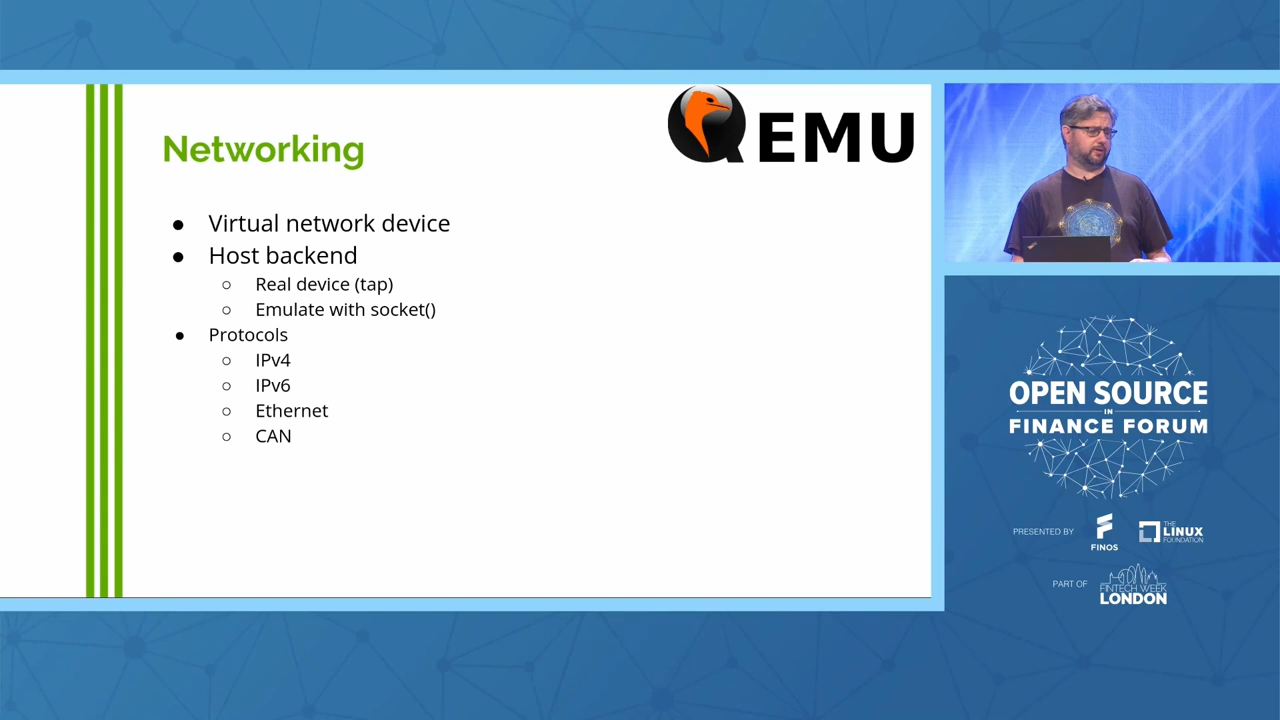 Networking
QEMU
● Virtual network device
● Host backend
○ Real device (tap)
○ Emulate with socket()
● Protocols
○ IPv4
○ IPv6
○ Ethernet
○ CAN
OPEN SOURCE
IN
FINANCE FORUM
PRESENTED BY
FINOS
THE
LINUX
FOUNDATION
PART OF
FINTECH WEEK
LONDON